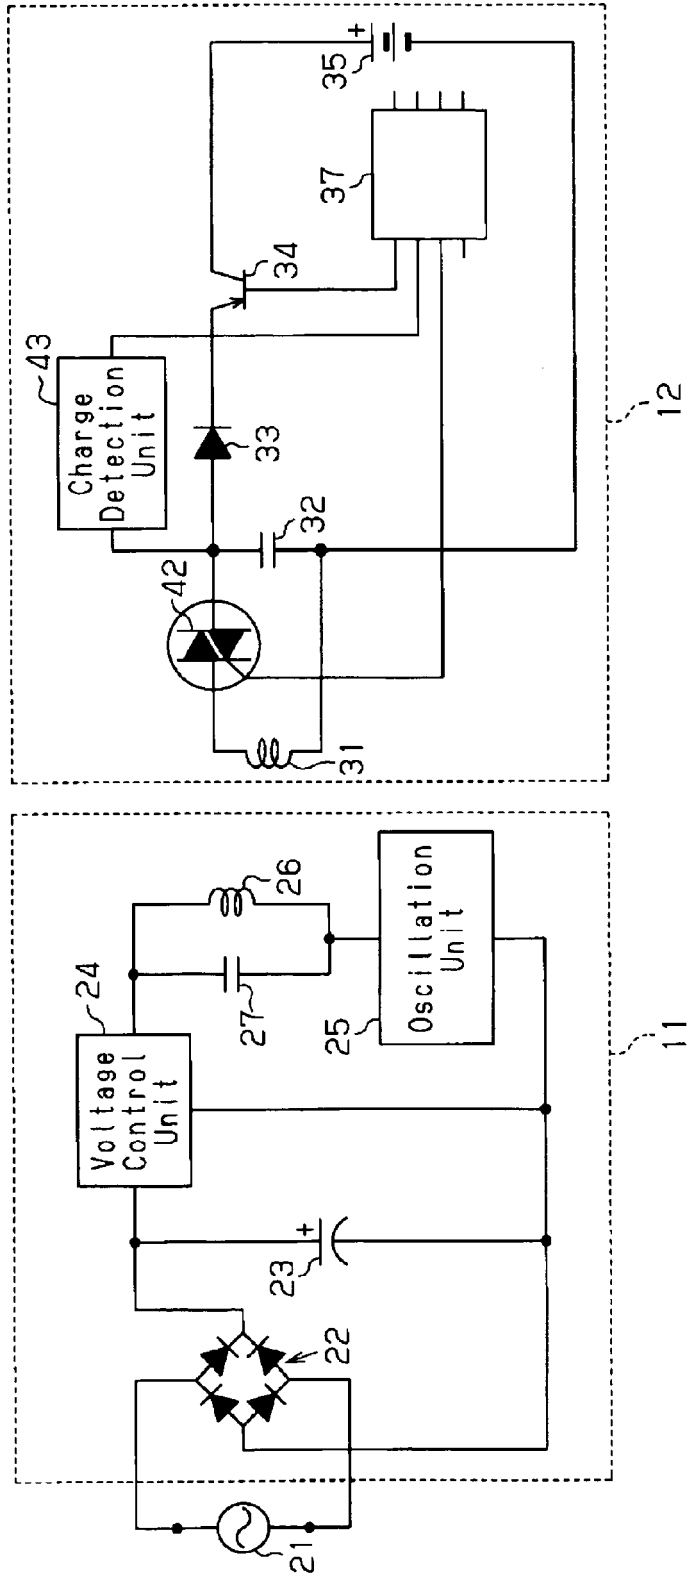 21
22
23
+
Voltage
Control
Unit
24
25
Oscillation
Unit
26
27
11
31
42
32
Charge
Detection
Unit
43
33
34
37
35
+
12